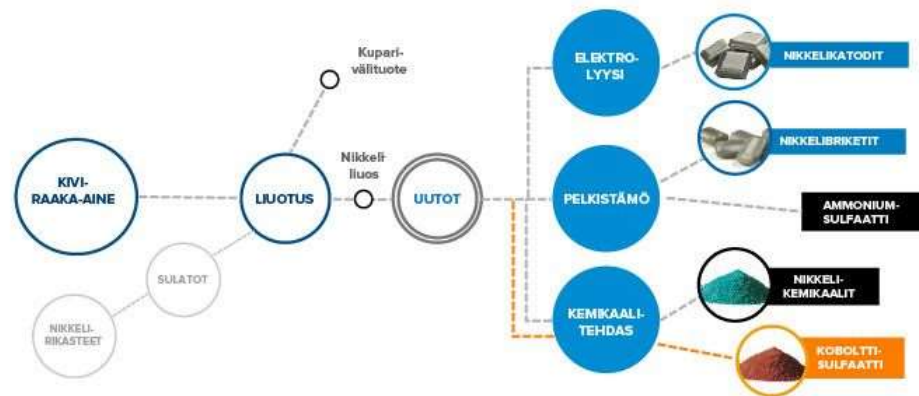 KIVI-
RAAKA-AINE
NIKKELI-
RIKASTEET
SULATOT
LIUOTUS
Kupari-
välituote
Nikkeli-
liuos
UUTOT
ELEKTRO-
LYYSI
NIKKELIKATODIT
PELKISTÄMÖ
NIKKELIBRIKETIT
AMMONIUM-
SULFAATTI
KEMIKAALI-
TEHDAS
NIKKELI-
KEMIKAALIT
KOBOLTTI-
SULFAATTI